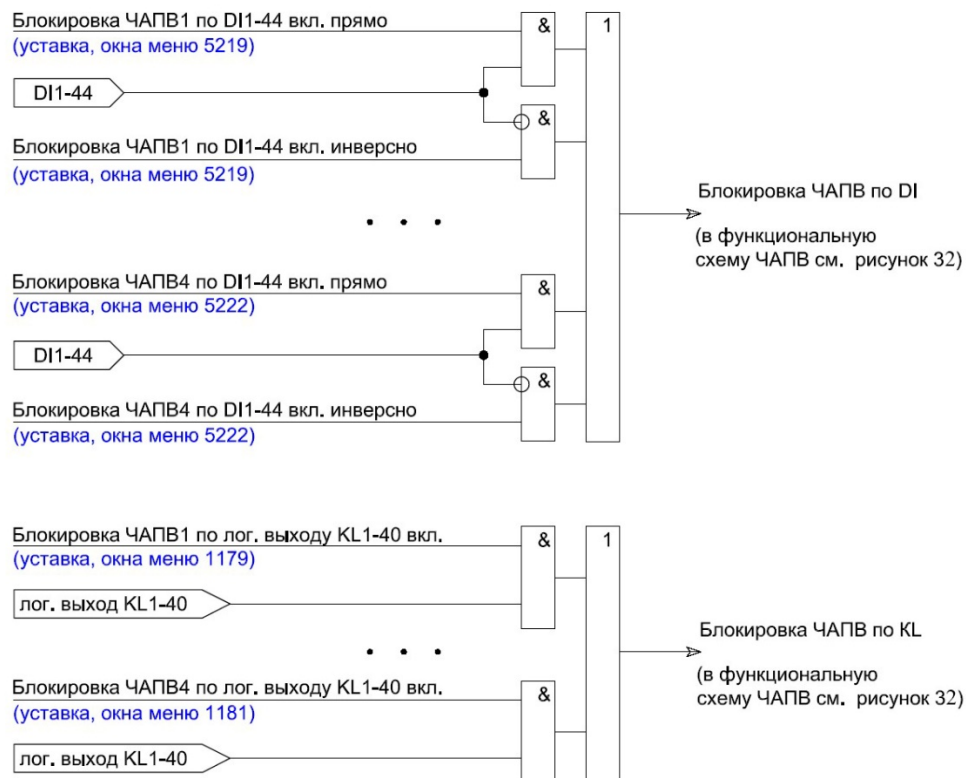 Блокировка ЧАПВ1 по DI1-44 вкл. прямо
(уставка, окна меню 5219)
&
1
DI1-44
&
Блокировка ЧАПВ1 по DI1-44 вкл. инверсно
(уставка, окна меню 5219)
Блокировка ЧАПВ по DI
(в функциональную
схему ЧАПВ см. рисунок 32)
. . .
Блокировка ЧАПВ4 по DI1-44 вкл. прямо
(уставка, окна меню 5222)
&
DI1-44
&
Блокировка ЧАПВ4 по DI1-44 вкл. инверсно
(уставка, окна меню 5222)
Блокировка ЧАПВ1 по лог. выходу KL1-40 вкл.
(уставка, окна меню 1179)
&
1
лог. выход KL1-40
Блокировка ЧАПВ по KL
(в функциональную
схему ЧАПВ см. рисунок 32)
. . .
Блокировка ЧАПВ4 по лог. выходу KL1-40 вкл.
(уставка, окна меню 1181)
&
лог. выход KL1-40